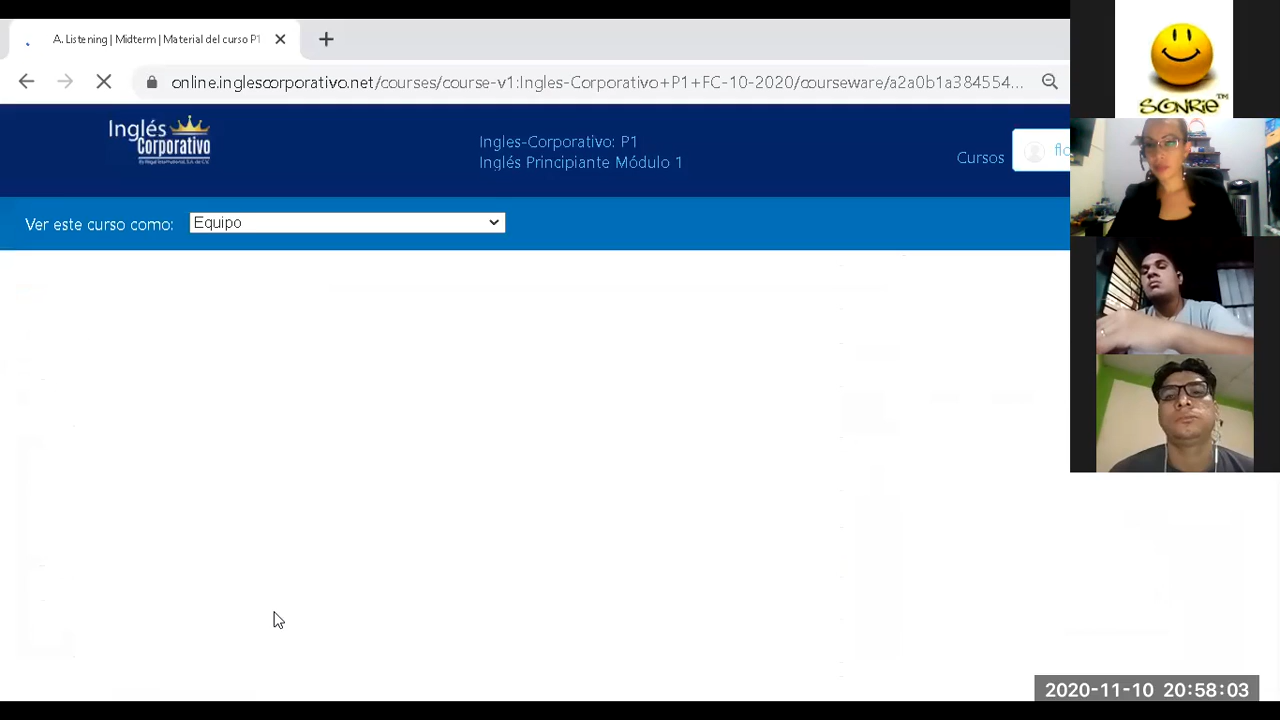 A. Listening | Midterm | Material del curso P1
online.inglescorporativo.net/courses/course-v1:Ingles-Corporativo+P1+FC-10-2020/courseware/a2a0b1a384554...
Inglés
Corporativo
Ingles-Corporativo: P1
Inglés Principiante Módulo 1
Cursos
flo
Ver este curso como:
Equipo
SONRIE™
2020-11-10 20:58:03